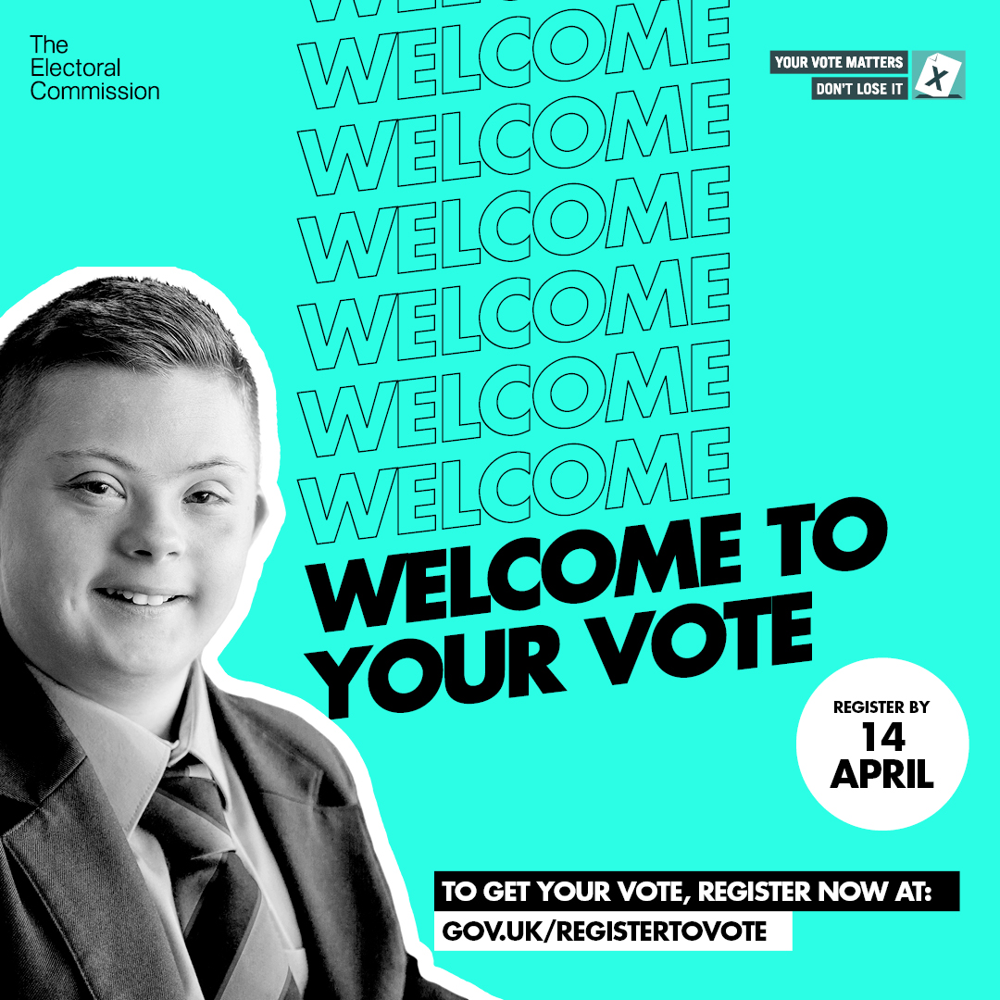 The
Electoral
Commission
YOUR VOTE MATTERS
DON'T LOSE IT
X
WELCOME
WELCOME
WELCOME
WELCOME
WELCOME
WELCOME
WELCOME
WELCOME TO
YOUR VOTE
REGISTER BY
14
APRIL
TO GET YOUR VOTE, REGISTER NOW AT:
GOV.UK/REGISTERTOVOTE